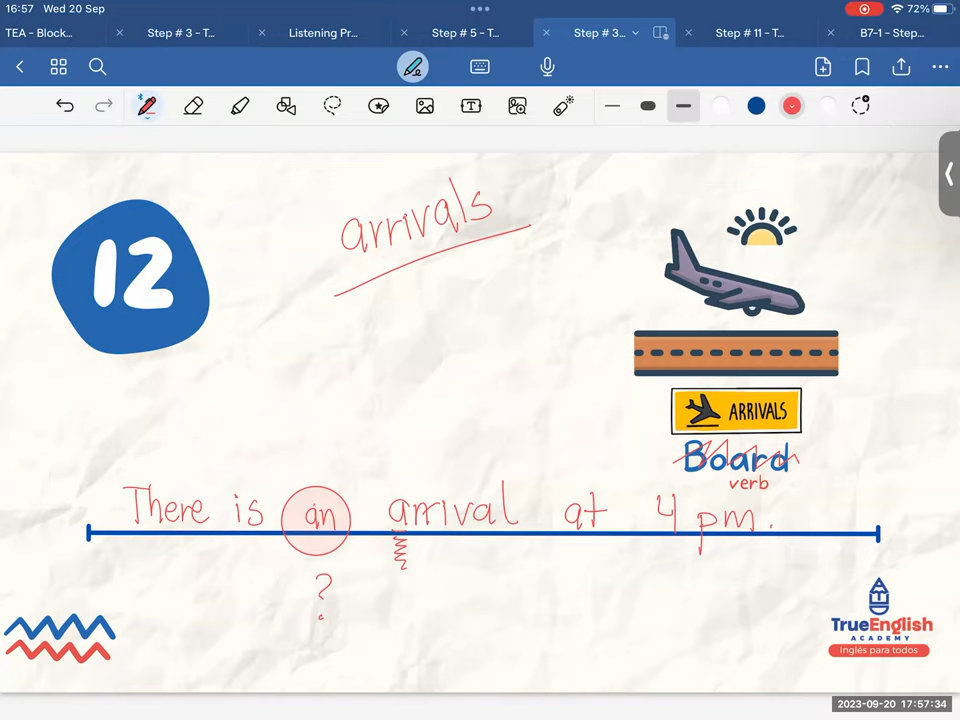 16:57 Wed 20 Sep
72%
TEA - Block...
Step # 3 - T...
Listening Pr...
Step # 5 - T...
Step # 3...
Step # 11 - T...
B7-1 - Step...
12
arrivals
ARRIVALS
Board
verb
There is an arrival at 4 pm.
?
TrueEnglish
ACADEMY
Inglés para todos
2023-09-20 17:57:34